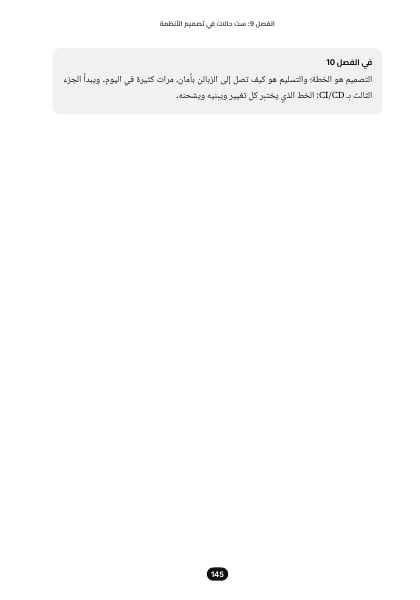 الفصل 9: ست حالات في تصميم الأنظمة
في الفصل 10
التصميم هو الخطة؛ والتسليم هو كيف تصل إلى الزبائن بأمان، مرات كثيرة في اليوم. ويبدأ الجزء
الثالث بـ CI/CD: الخط الذي يختبر كل تغيير ويبنيه ويشحنه.
145